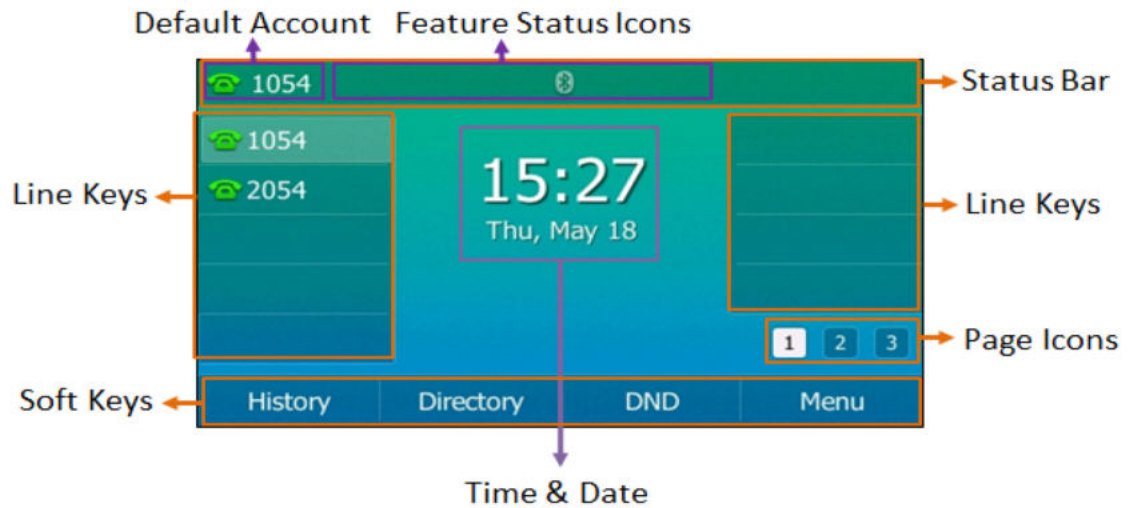 Default Account Feature Status Icons
1054
Status Bar
1054
2054
Line Keys
15:27
Thu, May 18
Line Keys
1 2 3
Page Icons
Soft Keys
History Directory DND Menu
Time & Date